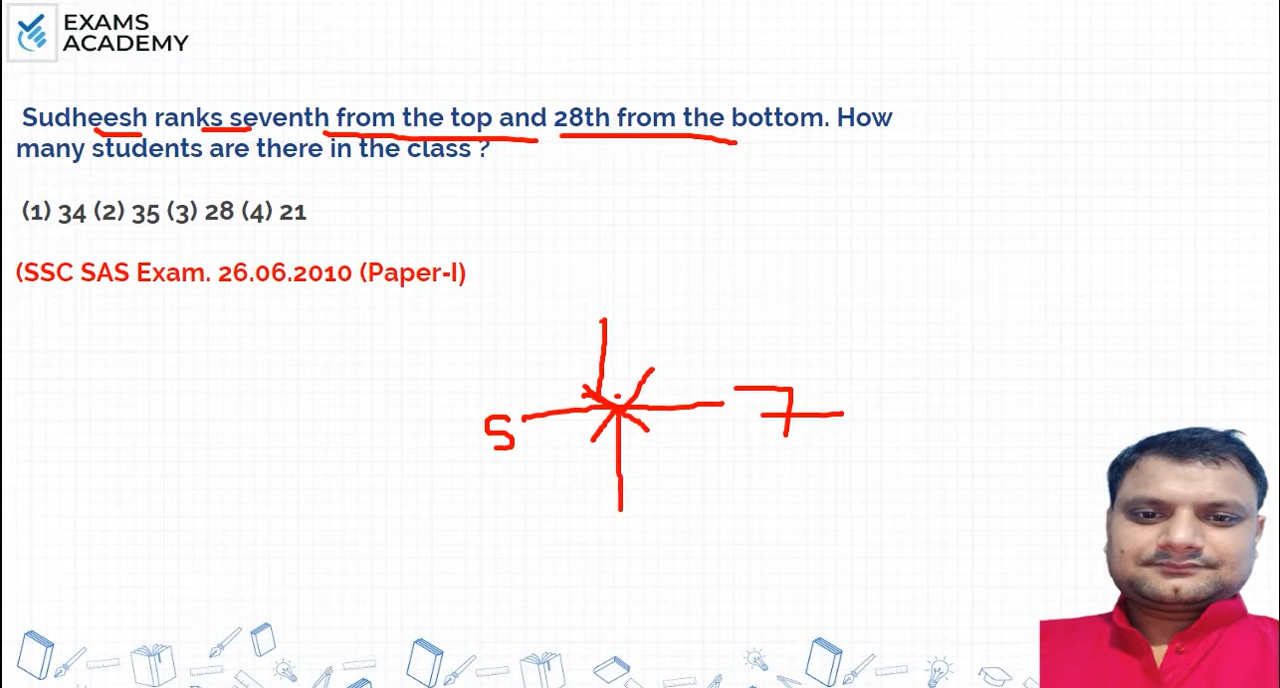 EXAMS
ACADEMY
Sudheesh ranks seventh from the top and 28th from the bottom. How
many students are there in the class ?
(1) 34 (2) 35 (3) 28 (4) 21
(SSC SAS Exam. 26.06.2010 (Paper-I)
S 7